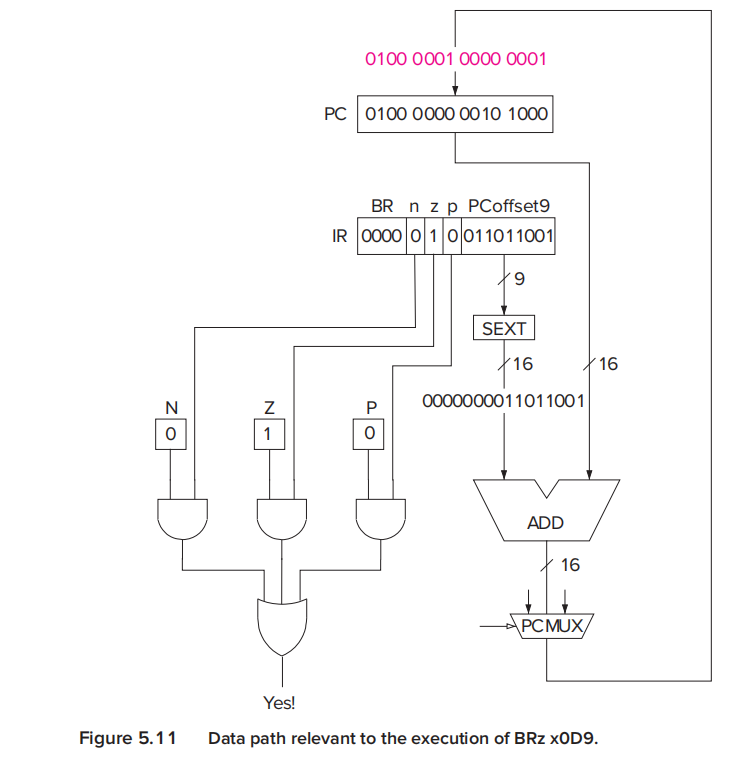 0100 0001 0000 0001
PC 0100 0000 0010 1000
BR n z p PCoffset9
IR 0000 0 1 0 011011001
9
SEXT
16 16
0000000011011001
N Z P
0 1 0
ADD
16
PCMUX
Yes!
Figure 5.11 Data path relevant to the execution of BRz x0D9.